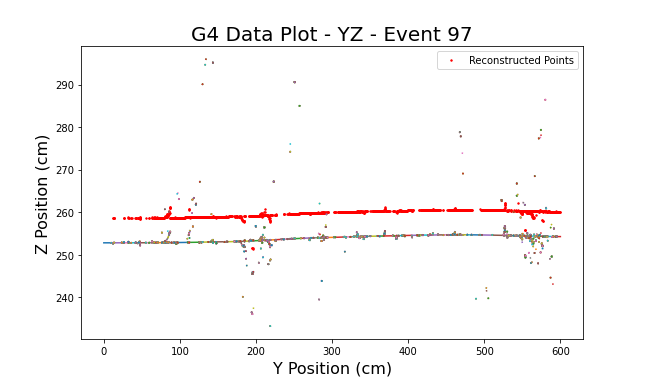 G4 Data Plot - YZ - Event 97
Reconstructed Points
Z Position (cm)
290
280
270
260
250
240
0 100 200 300 400 500 600
Y Position (cm)